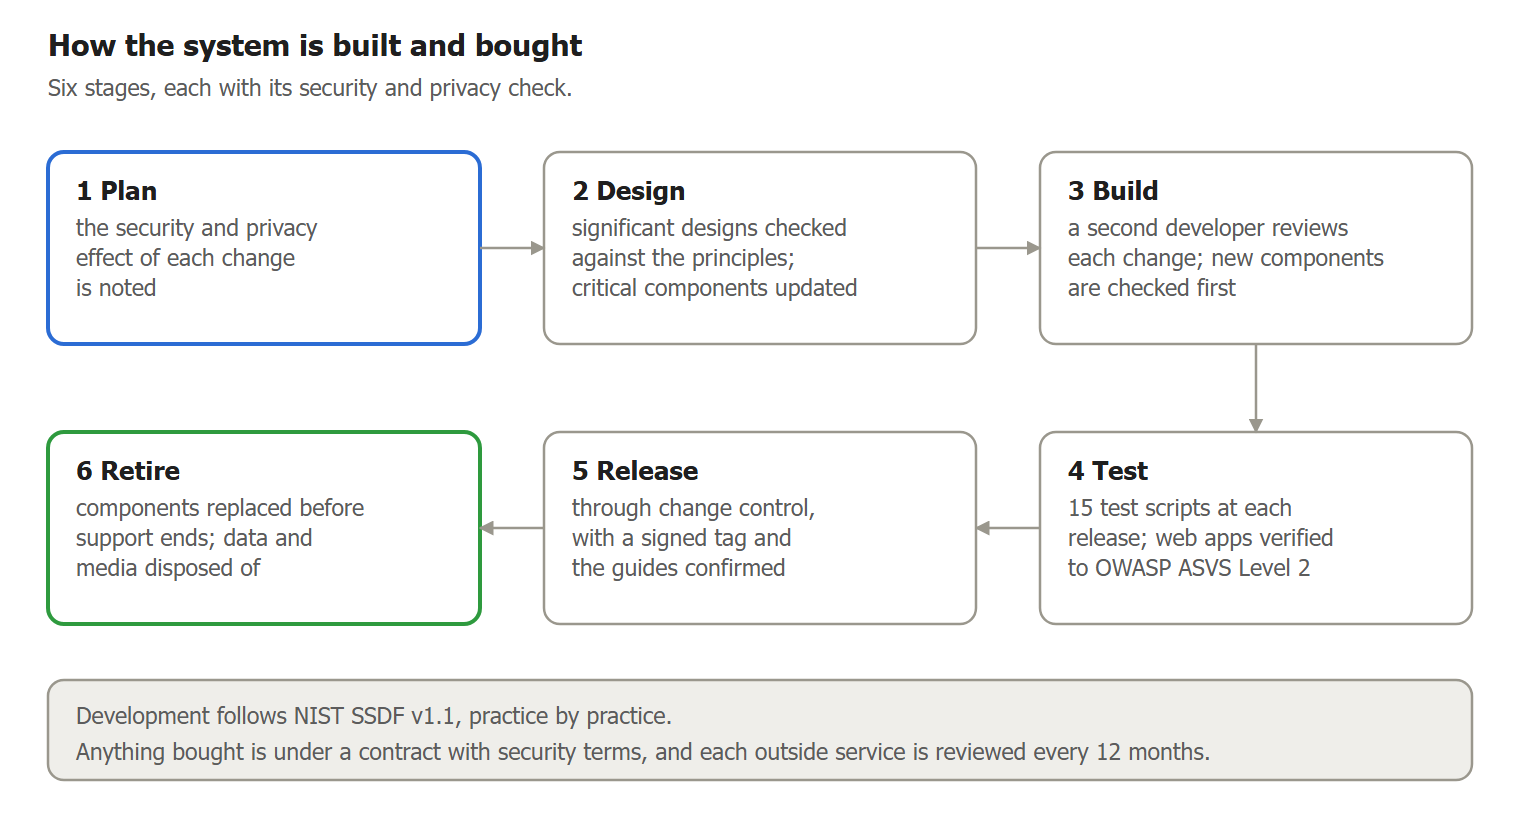 How the system is built and bought
Six stages, each with its security and privacy check.
1 Plan
the security and privacy
effect of each change
is noted
2 Design
significant designs checked
against the principles;
critical components updated
3 Build
a second developer reviews
each change; new components
are checked first
4 Test
15 test scripts at each
release; web apps verified
to OWASP ASVS Level 2
5 Release
through change control,
with a signed tag and
the guides confirmed
6 Retire
components replaced before
support ends; data and
media disposed of
Development follows NIST SSDF v1.1, practice by practice.
Anything bought is under a contract with security terms, and each outside service is reviewed every 12 months.